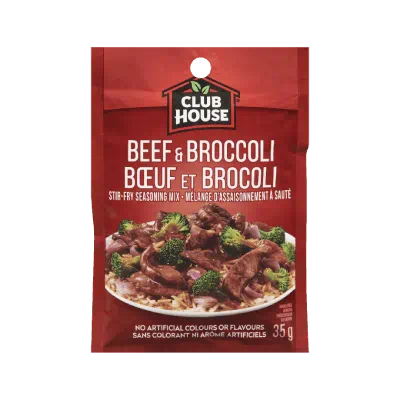 CLUB
HOUSE
BEEF & BROCCOLI
BŒUF ET BROCOLI
STIR-FRY SEASONING MIX • MÉLANGE D'ASSAISONNEMENT À SAUTÉ
NO ARTIFICIAL COLOURS OR FLAVOURS
SANS COLORANT NI ARÔME ARTIFICIELS
35 g